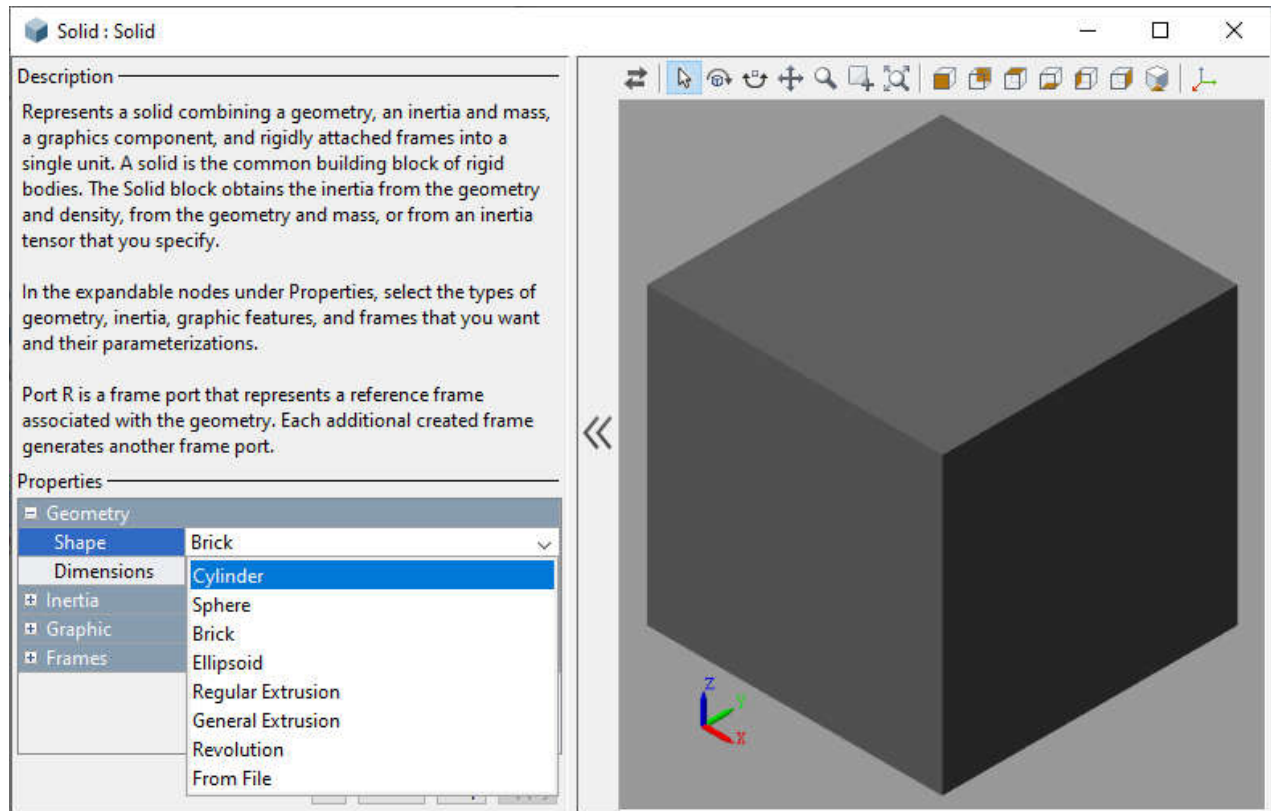 Solid : Solid
Description
Represents a solid combining a geometry, an inertia and mass,
a graphics component, and rigidly attached frames into a
single unit. A solid is the common building block of rigid
bodies. The Solid block obtains the inertia from the geometry
and density, from the geometry and mass, or from an inertia
tensor that you specify.
In the expandable nodes under Properties, select the types of
geometry, inertia, graphic features, and frames that you want
and their parameterizations.
Port R is a frame port that represents a reference frame
associated with the geometry. Each additional created frame
generates another frame port.
Properties
Geometry
Shape Brick
Dimensions
Cylinder
Inertia
Sphere
Graphic
Brick
Frames
Ellipsoid
Regular Extrusion
General Extrusion
Revolution
From File
z
y
x